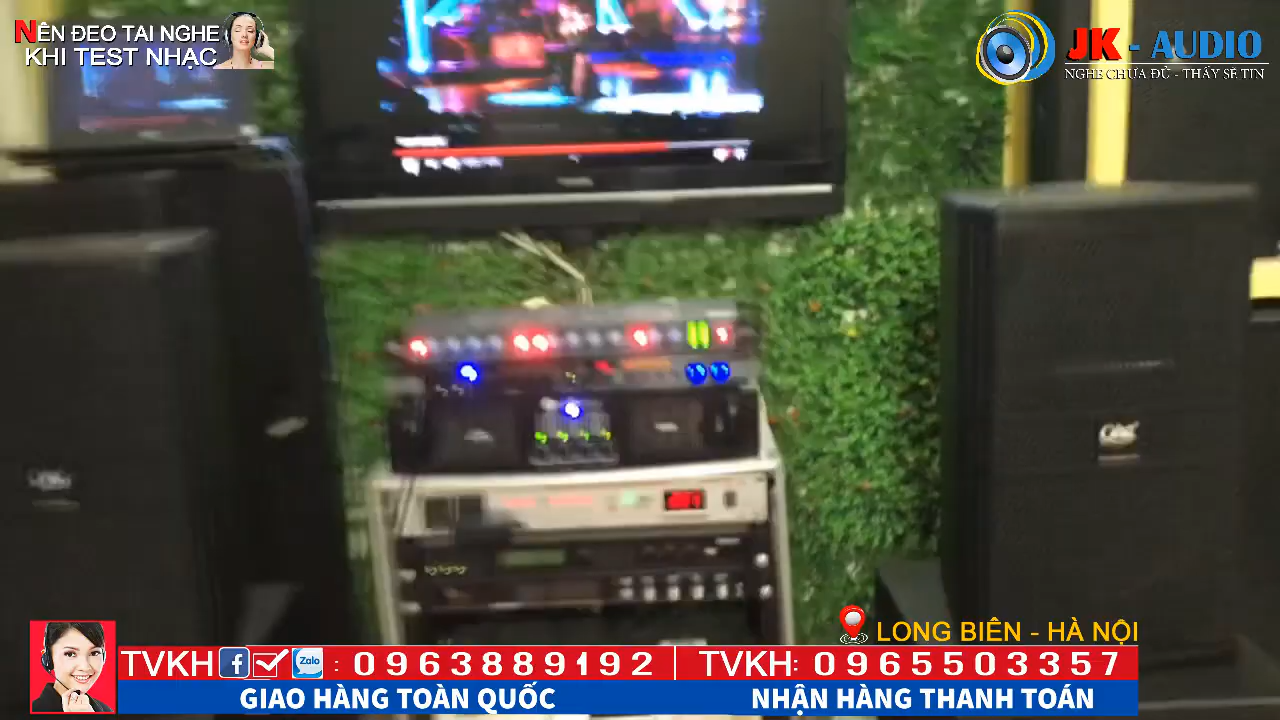 NÊN ĐEO TAI NGHE
KHI TEST NHẠC
JK - AUDIO
NGHE CHƯA ĐỦ - THẤY SẼ TIN
LONG BIÊN - HÀ NỘI
TVKH f Zalo : 0963889192 | TVKH: 0965503357
GIAO HÀNG TOÀN QUỐC NHẬN HÀNG THANH TOÁN